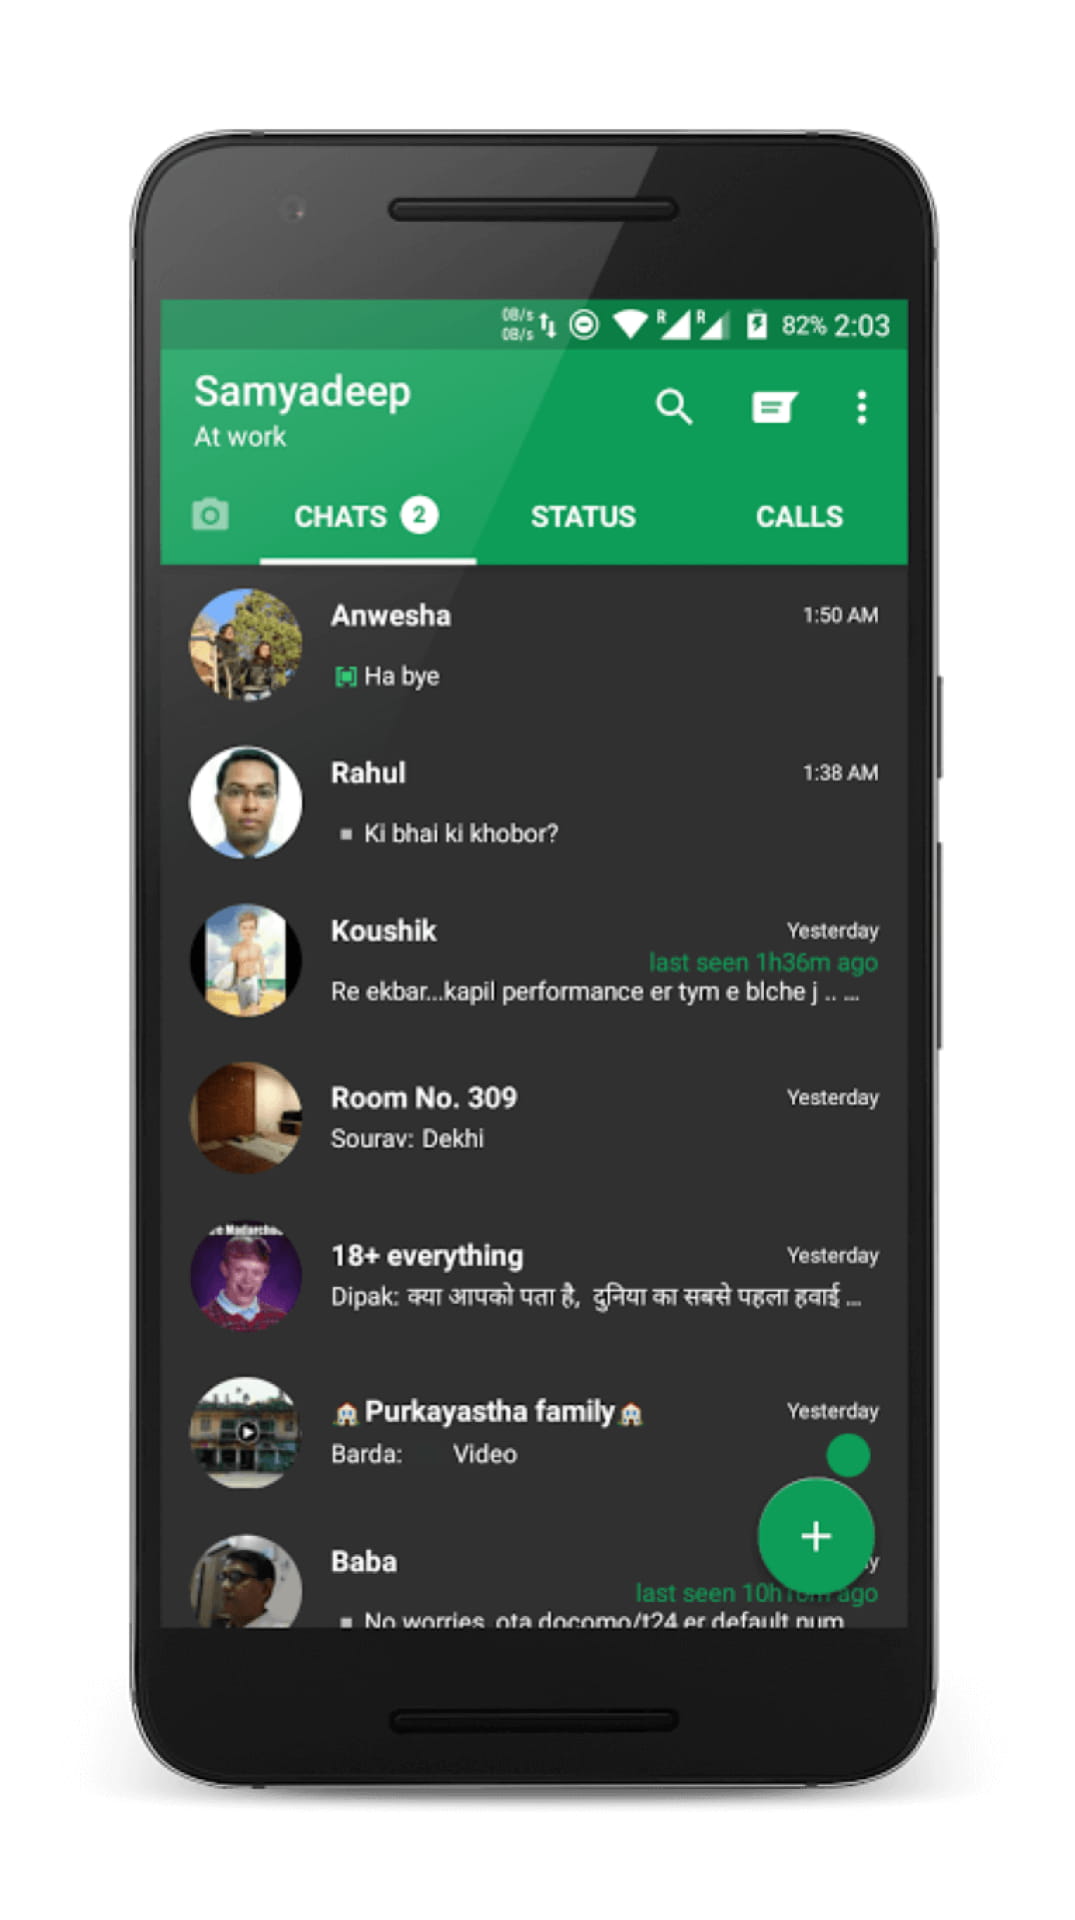 0B/s
0B/s
R R 82% 2:03
Samyadeep
At work
CHATS 2 STATUS CALLS
Anwesha 1:50 AM
Ha bye
Rahul 1:38 AM
Ki bhai ki khobor?
Koushik Yesterday
last seen 1h36m ago
Re ekbar...kapil performance er tym e blche j .. ...
Room No. 309 Yesterday
Sourav: Dekhi
18+ everything Yesterday
Dipak: क्या आपको पता है, दुनिया का सबसे पहला हवाई ...
Purkayastha family Yesterday
Barda: Video
Baba
last seen ago
No worries, ota docomo/t24 er default num